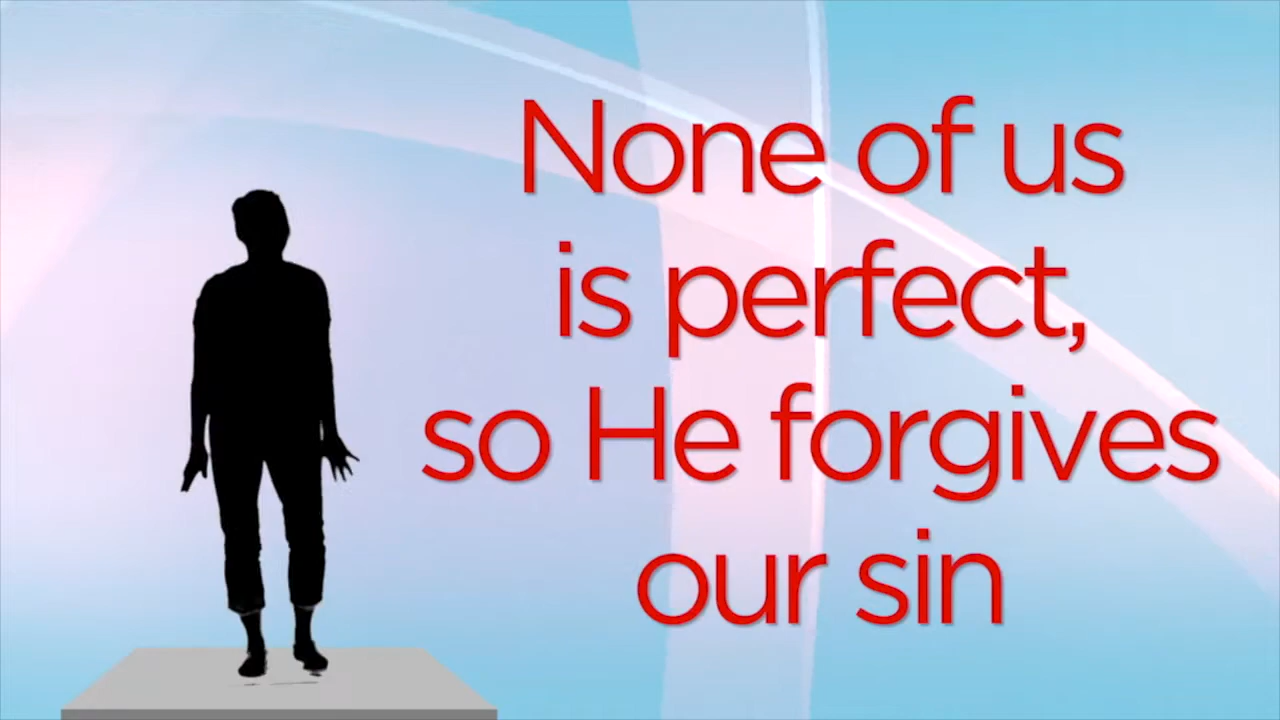 None of us
is perfect,
so He forgives
our sin